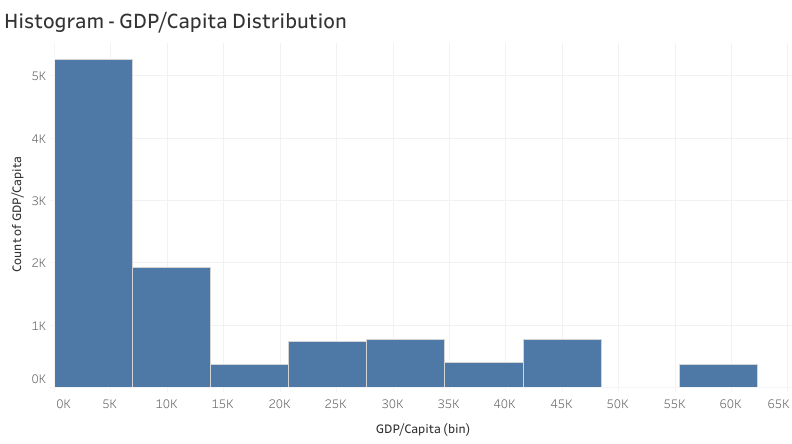 Histogram - GDP/Capita Distribution
5K
4K
3K
2K
1K
0K
Count of GDP/Capita
0K 5K 10K 15K 20K 25K 30K 35K 40K 45K 50K 55K 60K 65K
GDP/Capita (bin)